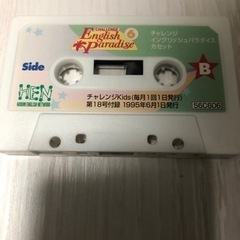 CHALLENGE
English
Paradise
6
チャレンジ
イングリッシュパラダイス
カセット
Side
B
HEN
チャレンジKids(毎月1回1日発行)
第18号付録 1995年6月1日発行
56C606